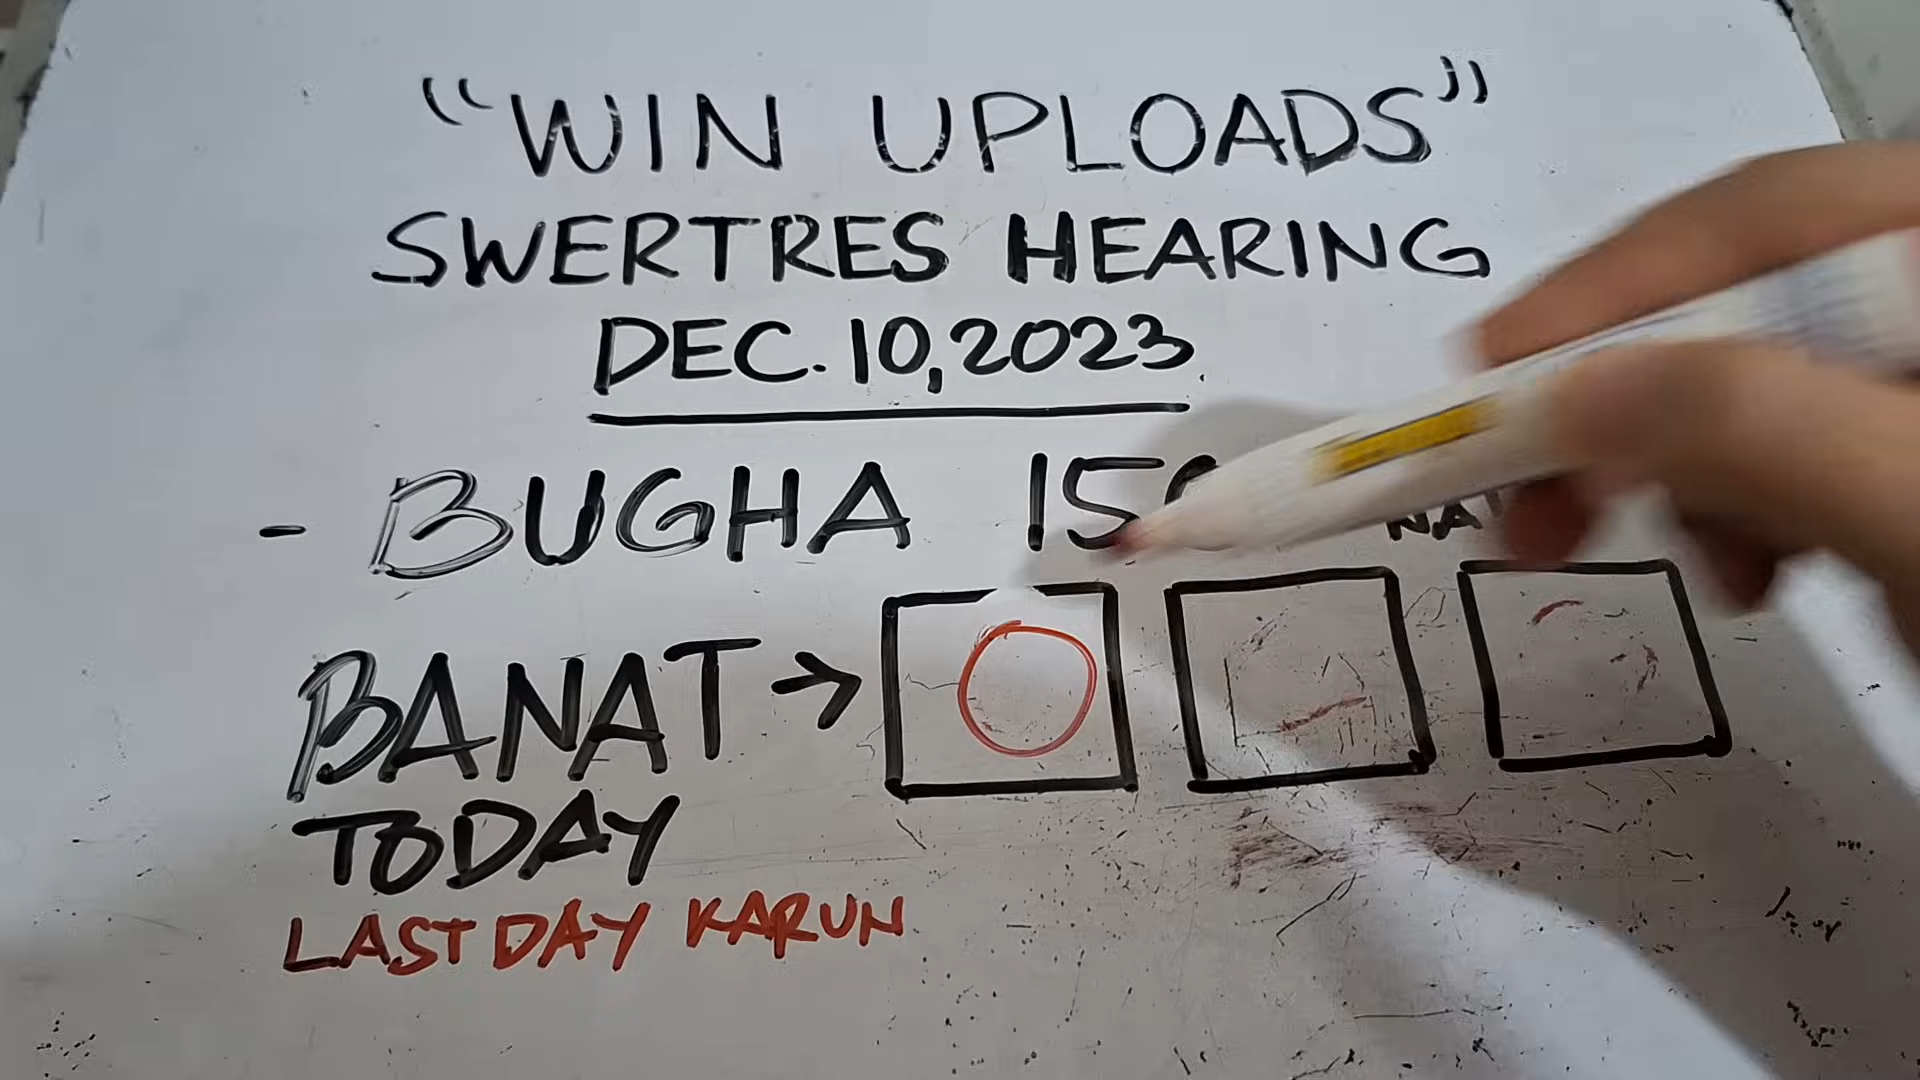 "WIN UPLOADS"
SWERTRES HEARING
DEC. 10, 2023
- BUGHA
BANAT →
TODAY
LAST DAY KARUN